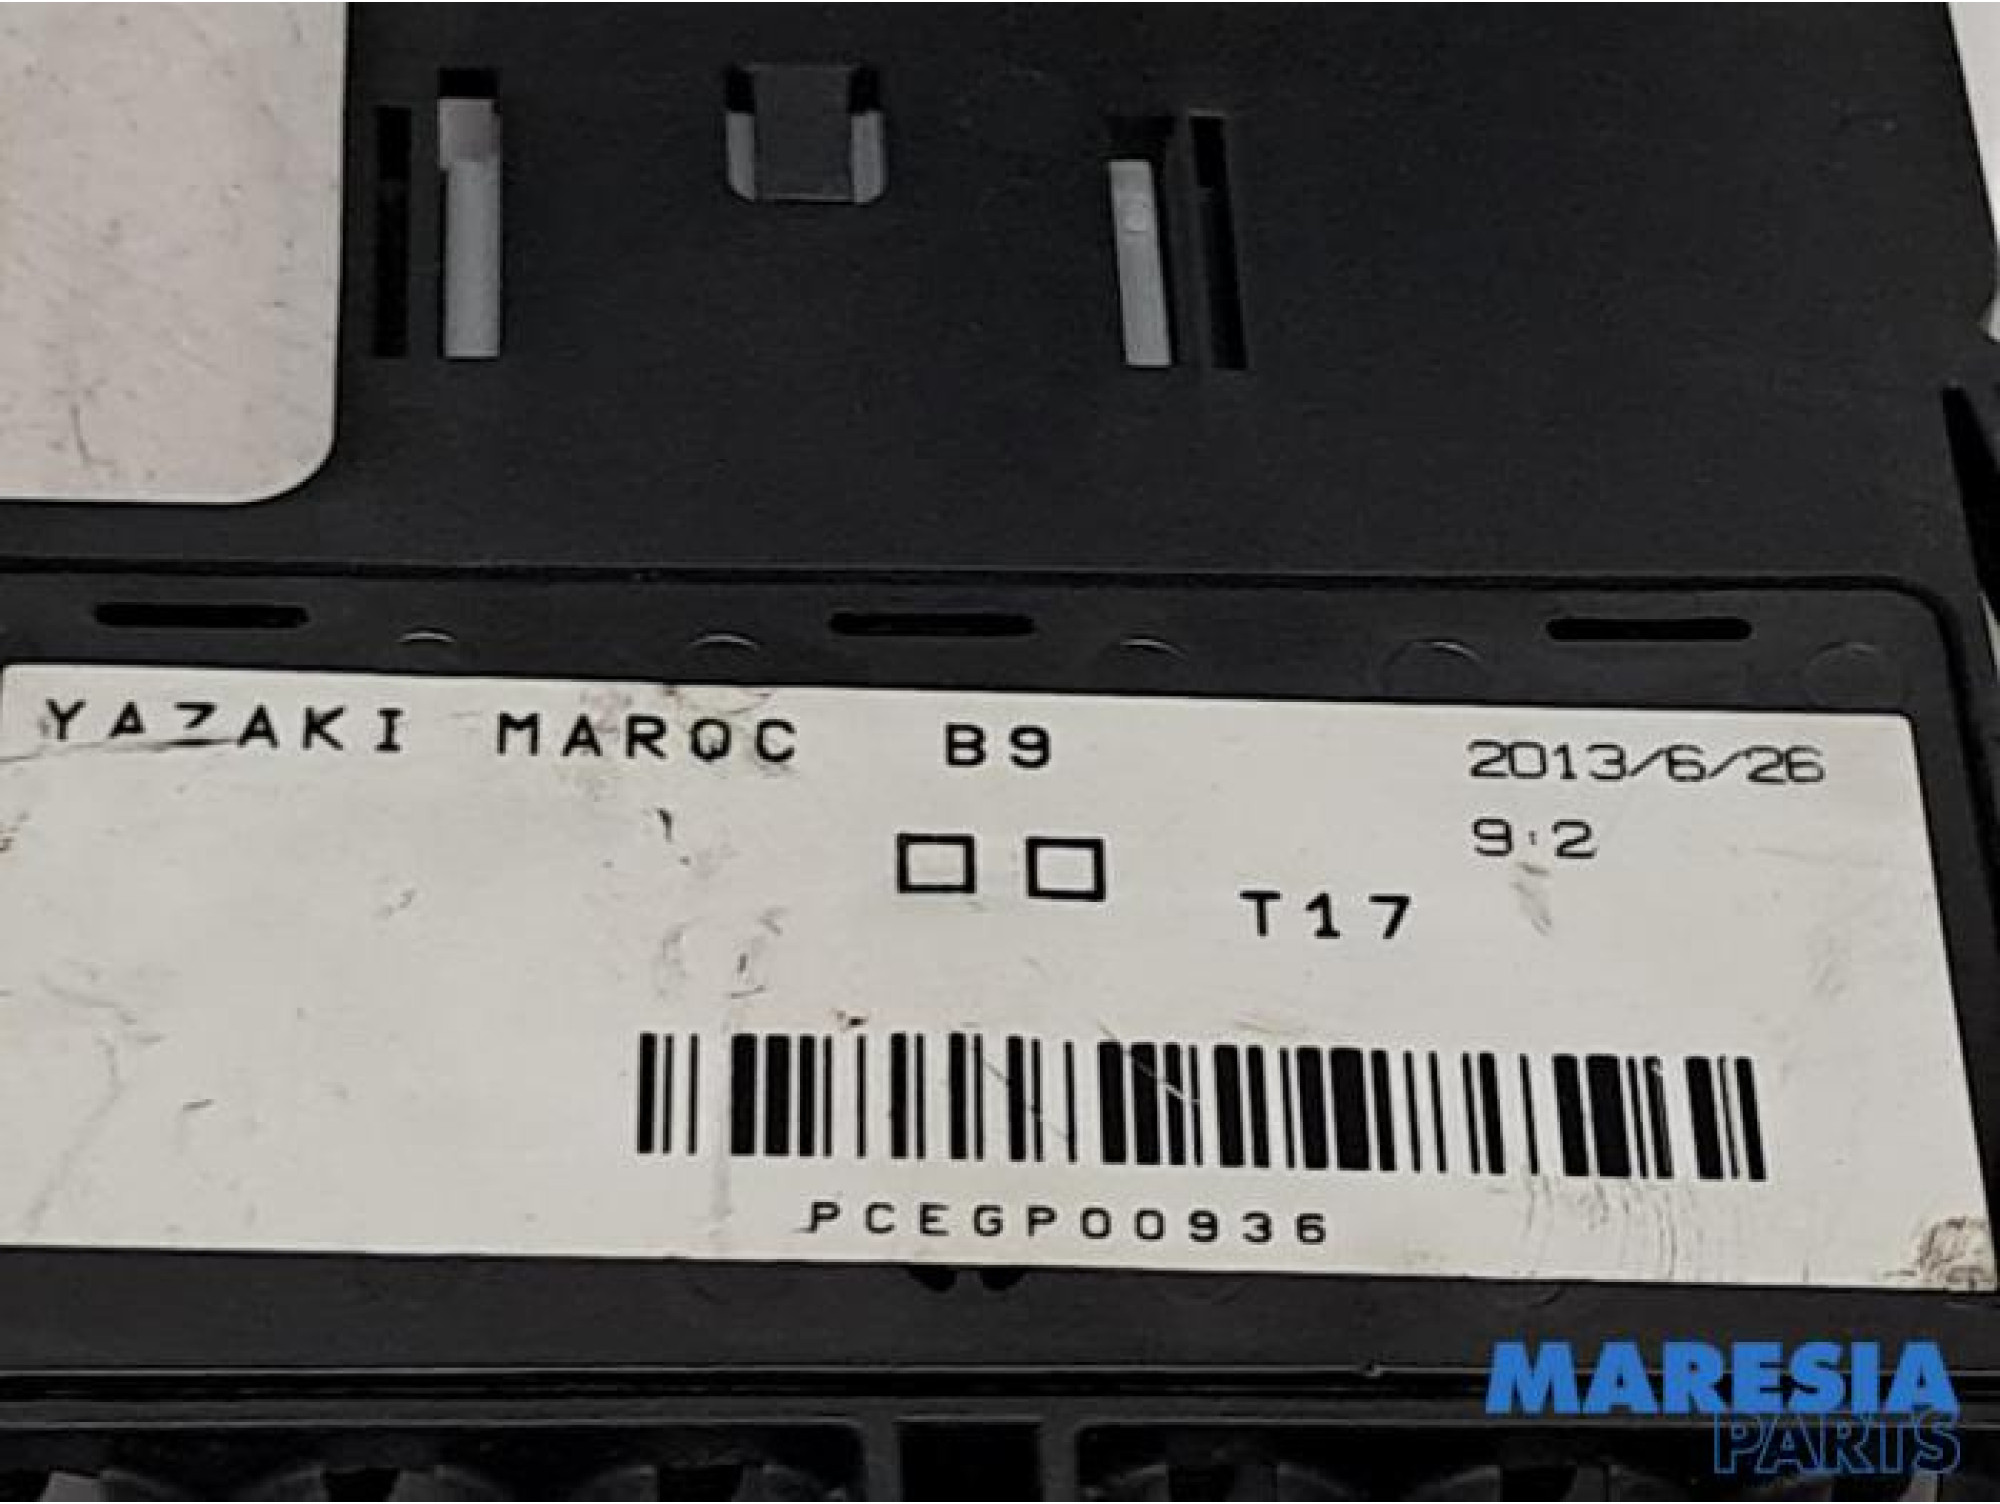 YAZAKI MAROC B9 2013/6/26
9:2
T17
PCEGP00936
MARESIA
PARTS